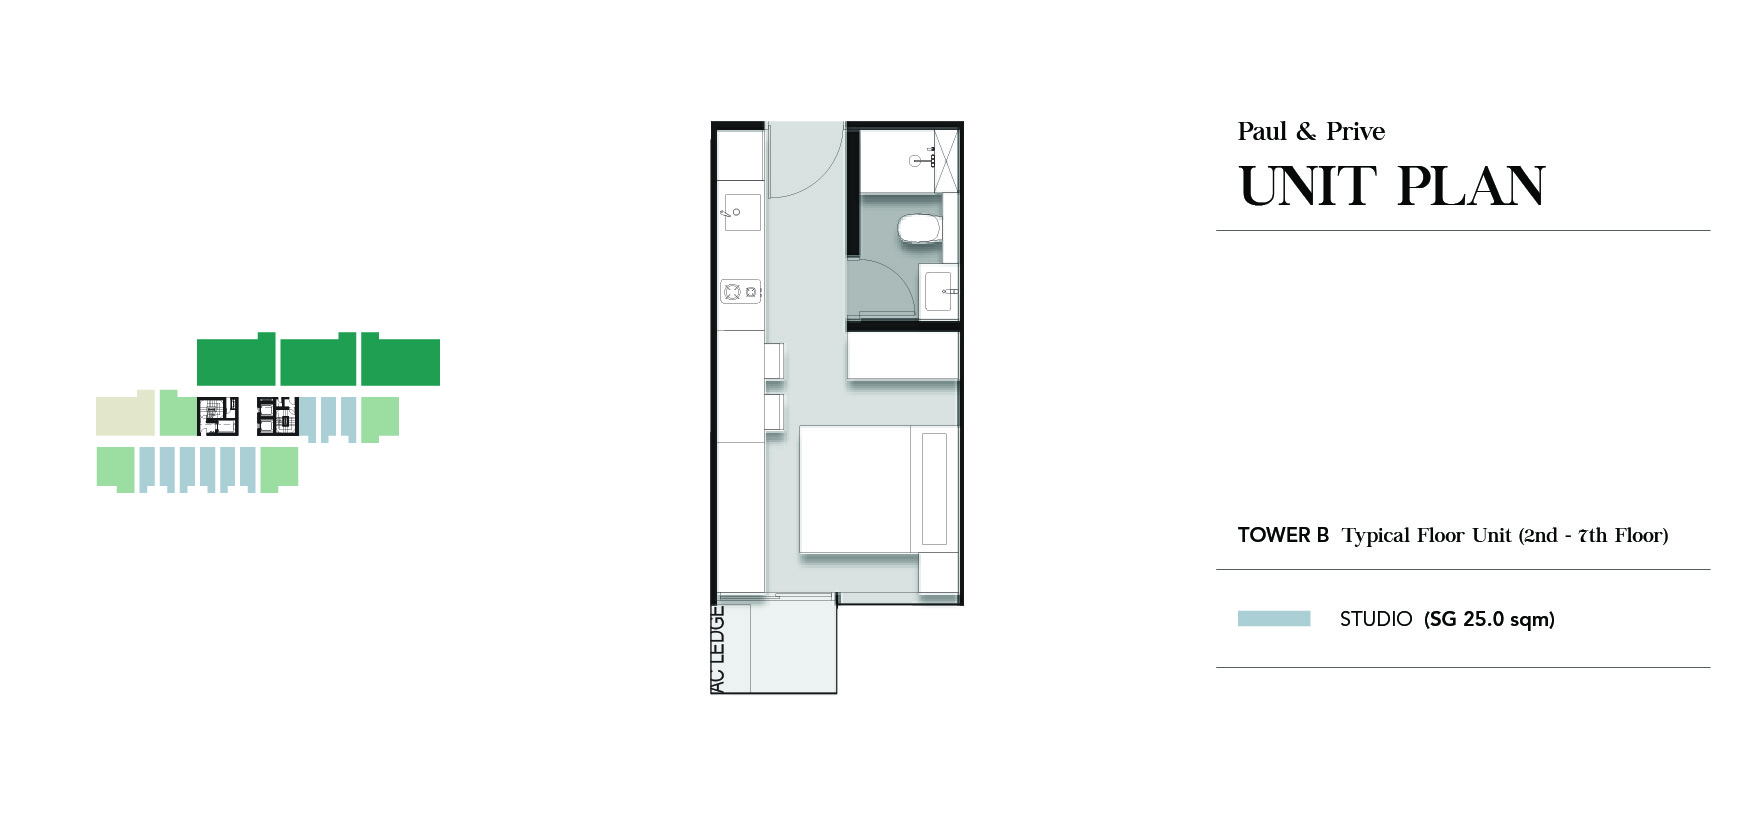 Paul & Prive
UNIT PLAN
AC LEDGE
TOWER B Typical Floor Unit (2nd - 7th Floor)
STUDIO (SG 25.0 sqm)